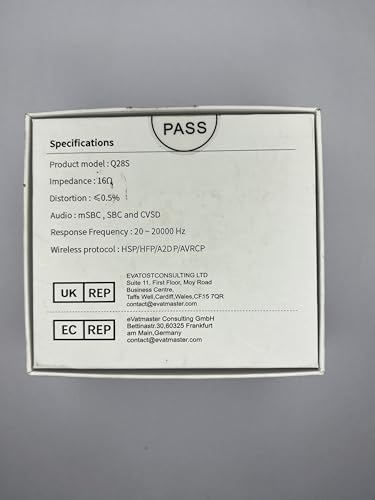 PASS
Specifications
Product model : Q28S
Impedance : 16Ω
Distortion : ⩽0.5%
Audio : mSBC , SBC and CVSD
Response Frequency : 20 – 20000 Hz
Wireless protocol : HSP/HFP/A2DP/AVRCP
UK REP
EVATOSTCONSULTING LTD
Suite 11, First Floor, Moy Road
Business Centre,
Taffs Well,Cardiff,Wales,CF15 7QR
contact@evatmaster.com
EC REP
eVatmaster Consulting GmbH
Bettinastr.30,60325 Frankfurt
am Main,Germany
contact@evatmaster.com